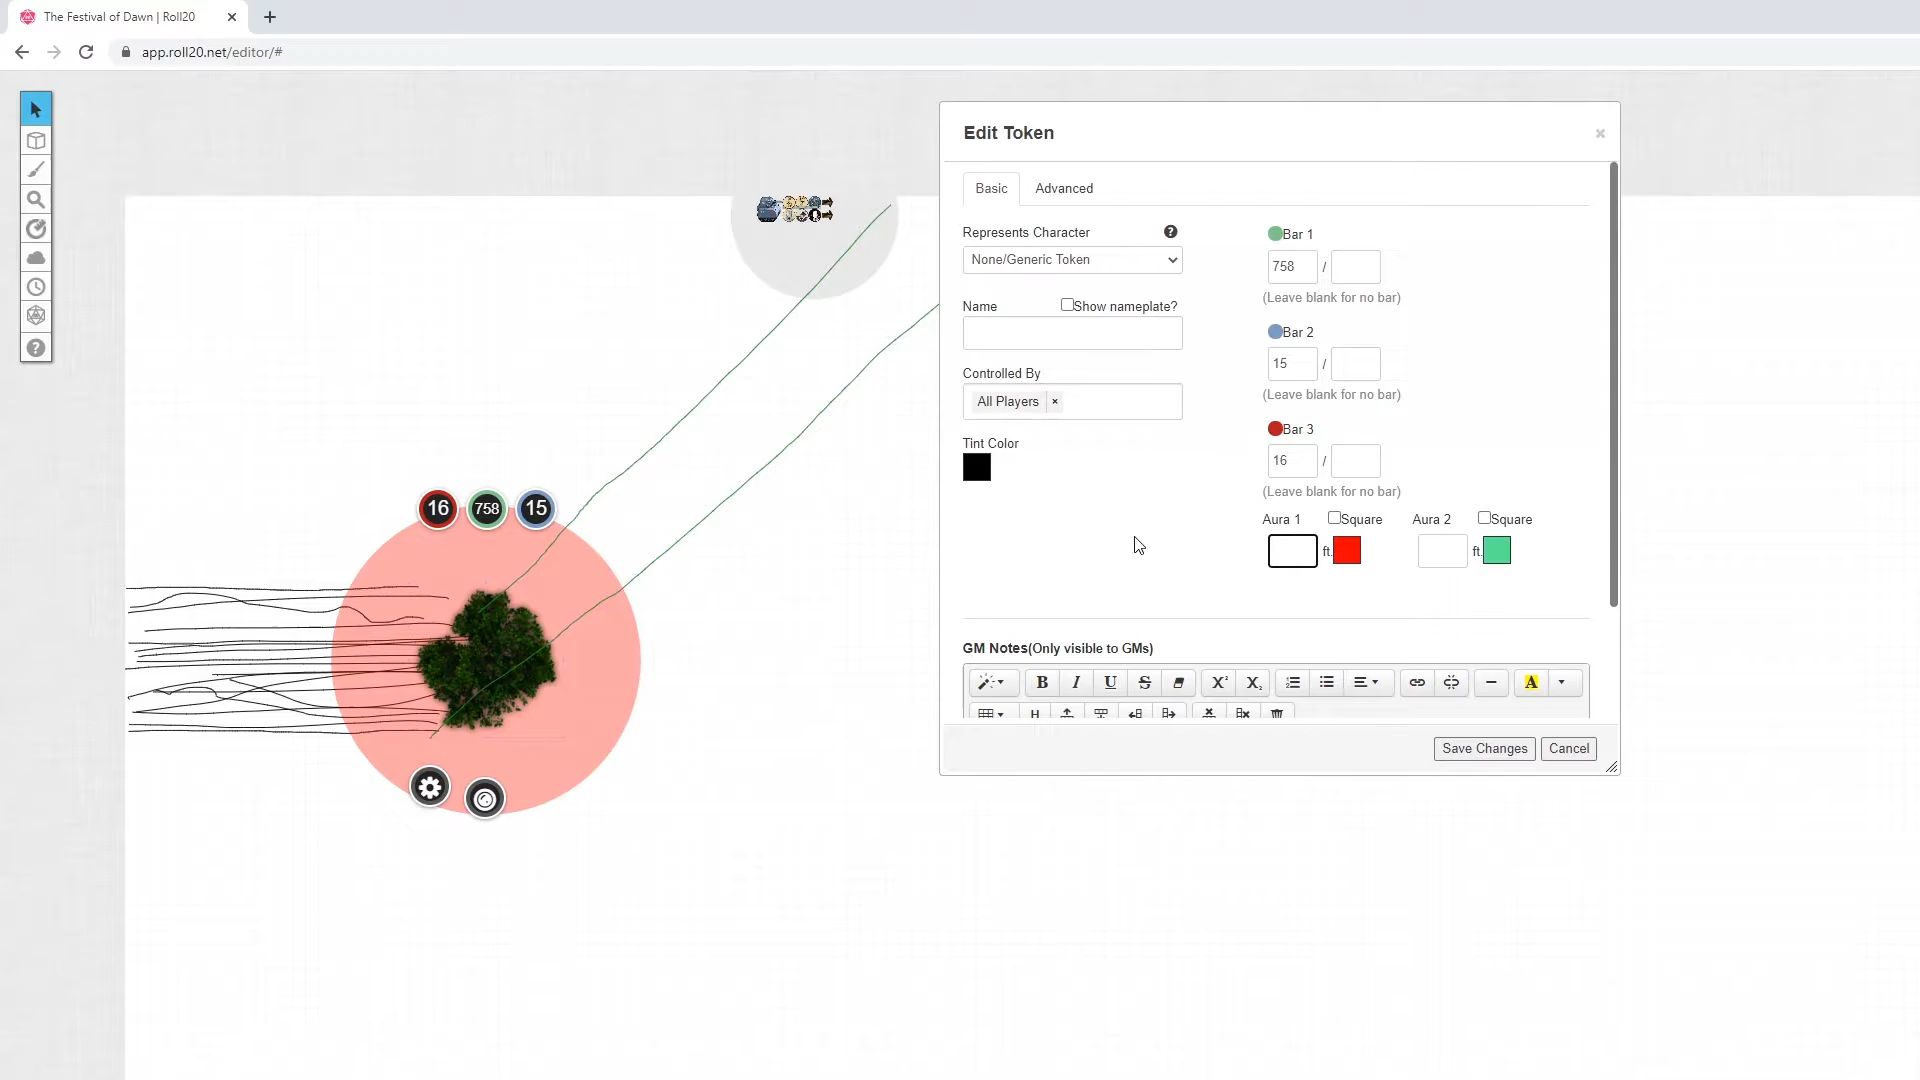 The Festival of Dawn | Roll20
app.roll20.net/editor/#
Edit Token
Basic
Advanced
Represents Character
None/Generic Token
Name
Show nameplate?
Controlled By
All Players ×
Tint Color
Bar 1
758 /
(Leave blank for no bar)
Bar 2
15 /
(Leave blank for no bar)
Bar 3
16 /
(Leave blank for no bar)
Aura 1 Square Aura 2 Square
ft. ft.
16 758 15
GM Notes(Only visible to GMs)
B I U S X² X₂ A
H
Save Changes Cancel